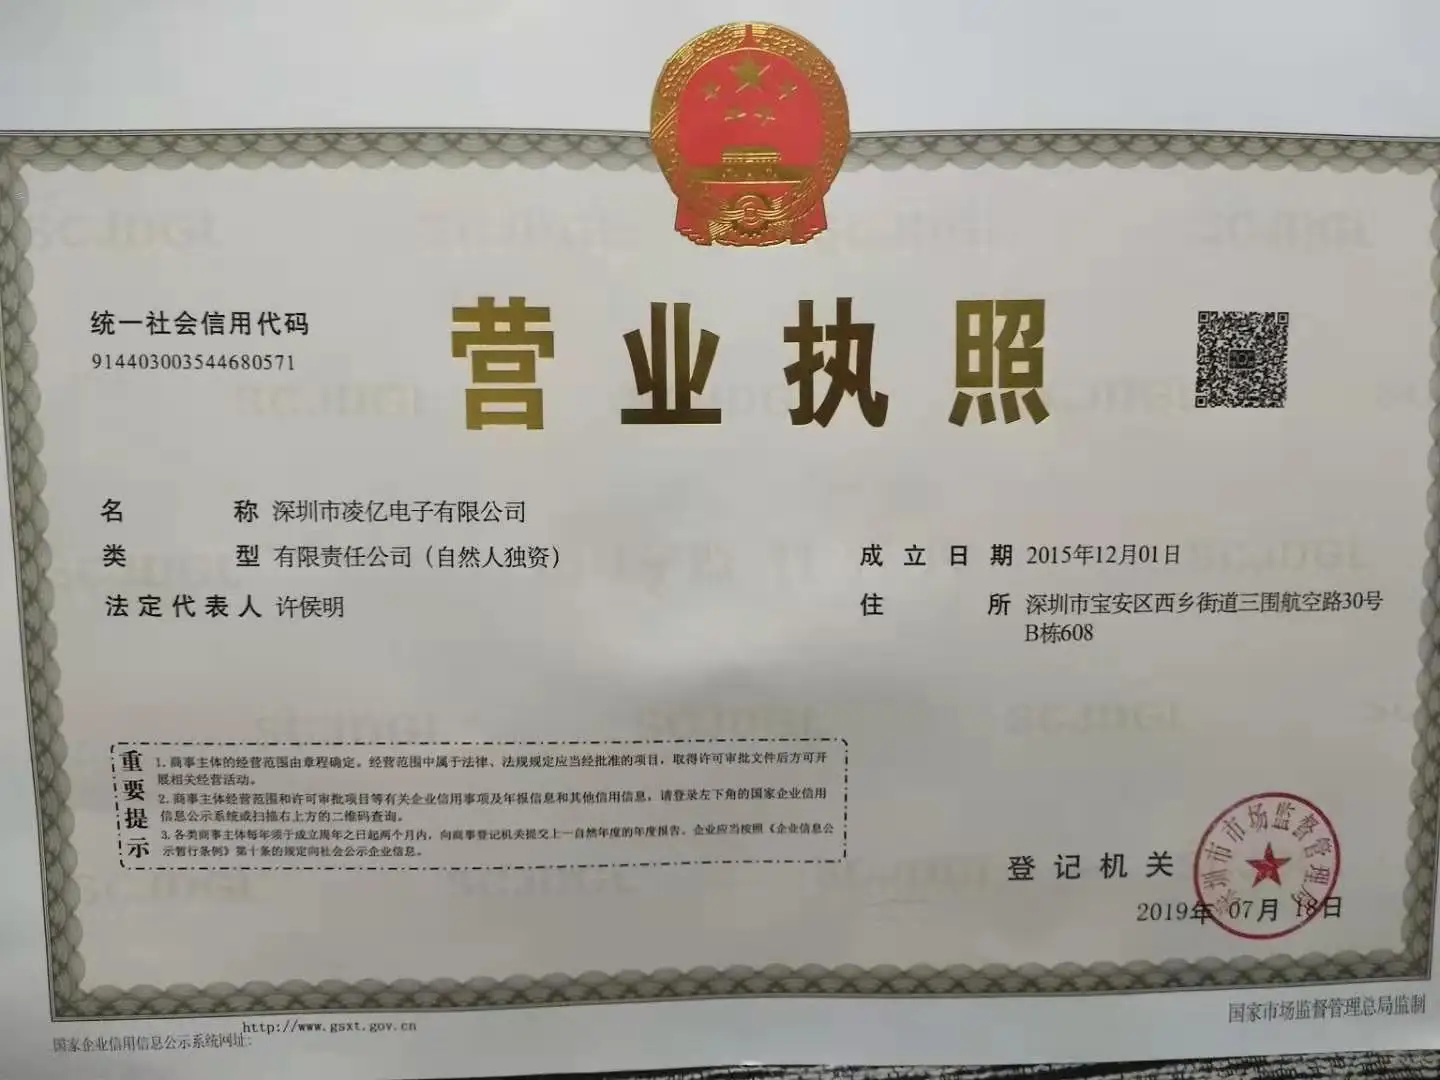 营业执照
统一社会信用代码
914403003544680571
名称 深圳市凌亿电子有限公司
类型 有限责任公司（自然人独资）
法定代表人 许侯明
成立日期 2015年12月01日
住所 深圳市宝安区西乡街道三围航空路30号
B栋608
重要提示
1. 商事主体的经营范围由章程确定。经营范围中属于法律、法规规定应当经批准的项目，取得许可审批文件后方可开
展相关经营活动。
2. 商事主体经营范围和许可审批项目等有关企业信用事项及年报信息和其他信用信息，请登录左下角的国家企业信用
信息公示系统或扫描右上方的二维码查询。
3. 各类商事主体每年须于成立周年之日起两个月内，向商事登记机关提交上一自然年度的年度报告。企业应当按照《企业信息公
示暂行条例》第十条的规定向社会公示企业信息。
登记机关
深圳市市场监督管理局
2019年 07月 18日
国家企业信用信息公示系统网址：http://www.gsxt.gov.cn
国家市场监督管理总局监制